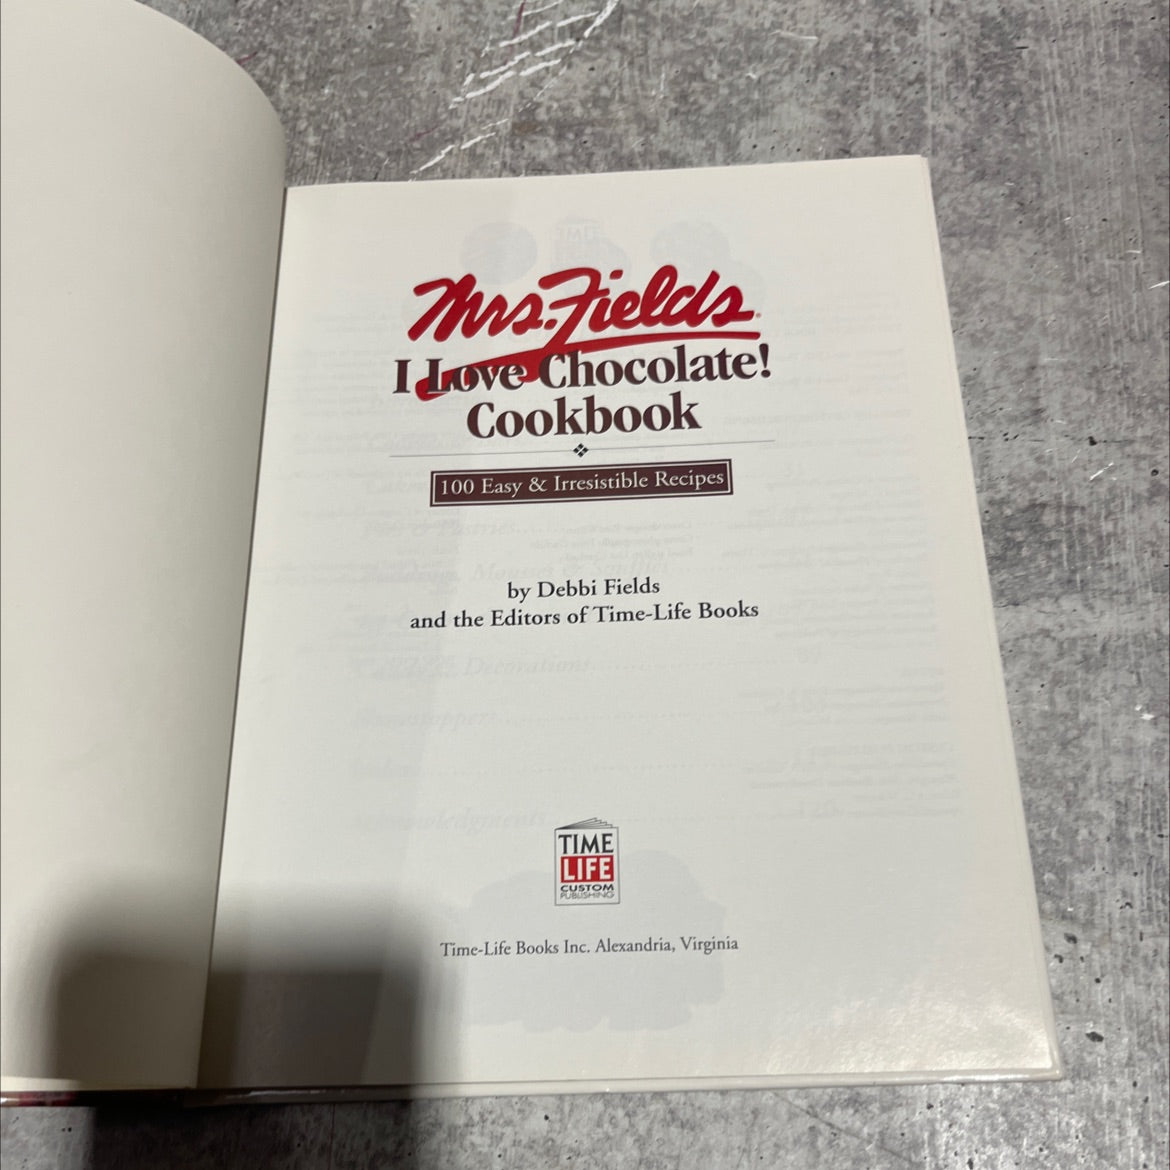 Mrs. Fields
I Love Chocolate!
Cookbook
100 Easy & Irresistible Recipes
by Debbi Fields
and the Editors of Time-Life Books
TIME
LIFE
CUSTOM
PUBLISHING
Time-Life Books Inc. Alexandria, Virginia